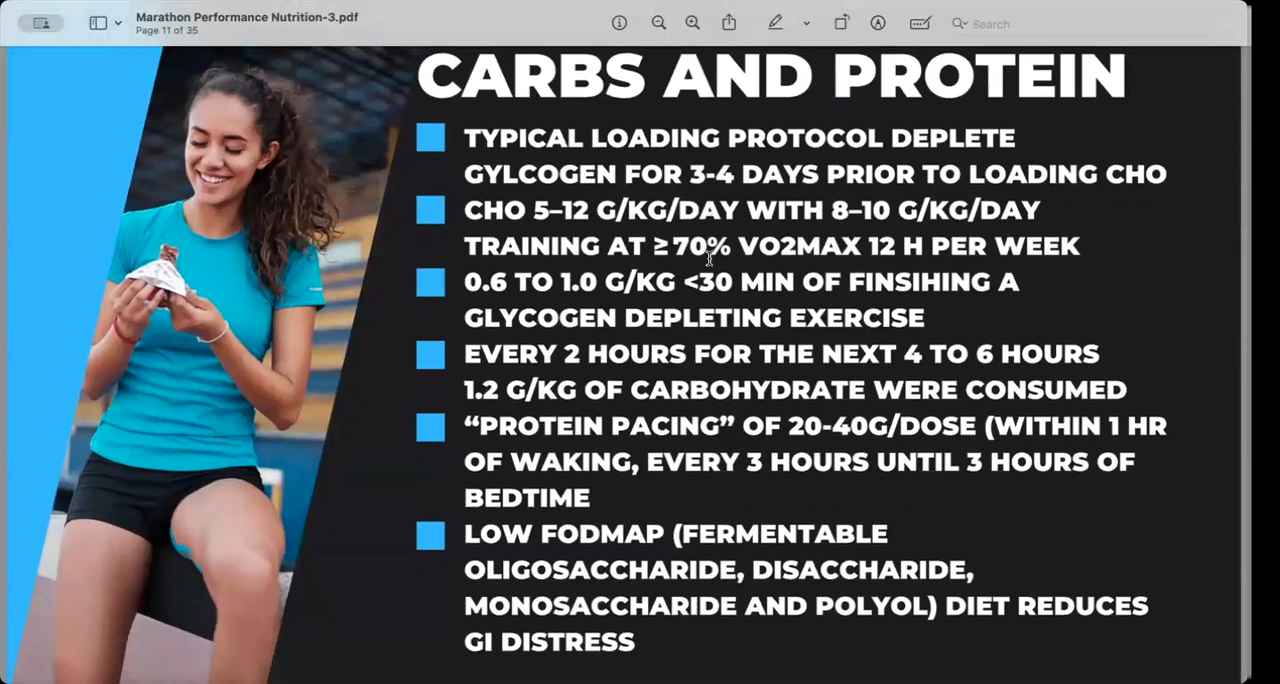 Marathon Performance Nutrition-3.pdf
Page 11 of 35
Search
CARBS AND PROTEIN
TYPICAL LOADING PROTOCOL DEPLETE
GYLCOGEN FOR 3-4 DAYS PRIOR TO LOADING CHO
CHO 5–12 G/KG/DAY WITH 8–10 G/KG/DAY
TRAINING AT ≥70% VO2MAX 12 H PER WEEK
0.6 TO 1.0 G/KG <30 MIN OF FINSIHING A
GLYCOGEN DEPLETING EXERCISE
EVERY 2 HOURS FOR THE NEXT 4 TO 6 HOURS
1.2 G/KG OF CARBOHYDRATE WERE CONSUMED
“PROTEIN PACING” OF 20-40G/DOSE (WITHIN 1 HR
OF WAKING, EVERY 3 HOURS UNTIL 3 HOURS OF
BEDTIME
LOW FODMAP (FERMENTABLE
OLIGOSACCHARIDE, DISACCHARIDE,
MONOSACCHARIDE AND POLYOL) DIET REDUCES
GI DISTRESS